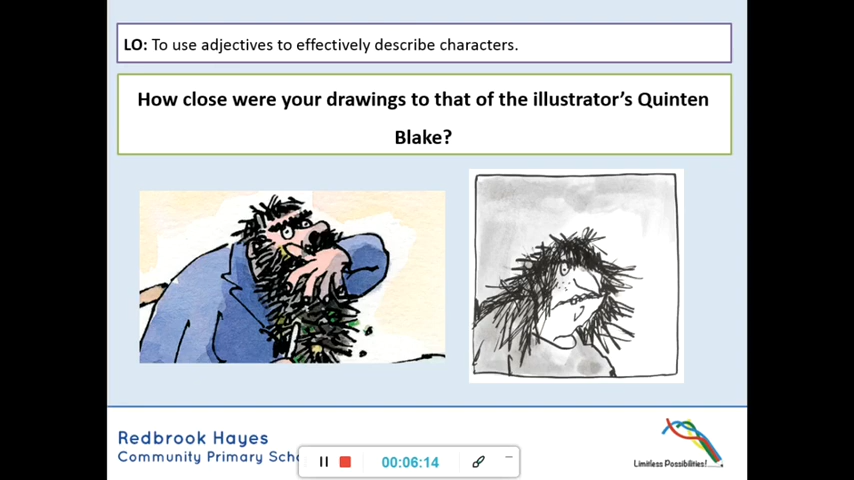 LO: To use adjectives to effectively describe characters.
How close were your drawings to that of the illustrator's Quinten
Blake?
Redbrook Hayes
Community Primary Scho
00:06:14
Limitless Possibilities!